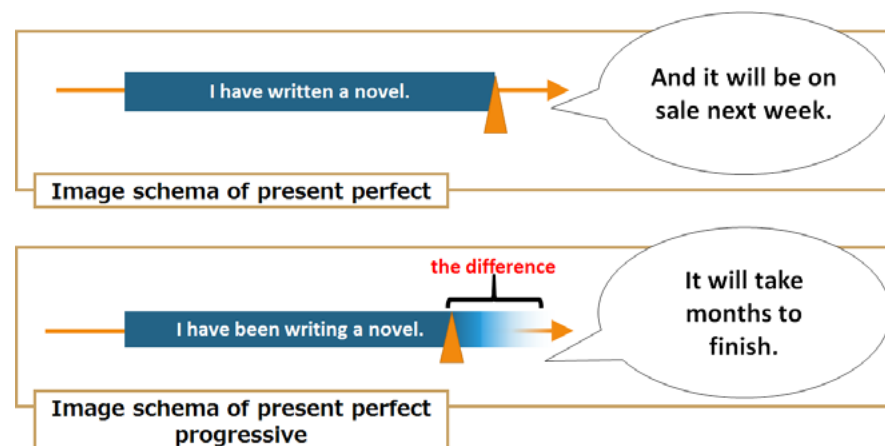 I have written a novel.
And it will be on
sale next week.
Image schema of present perfect
the difference
I have been writing a novel.
It will take
months to
finish.
Image schema of present perfect
progressive